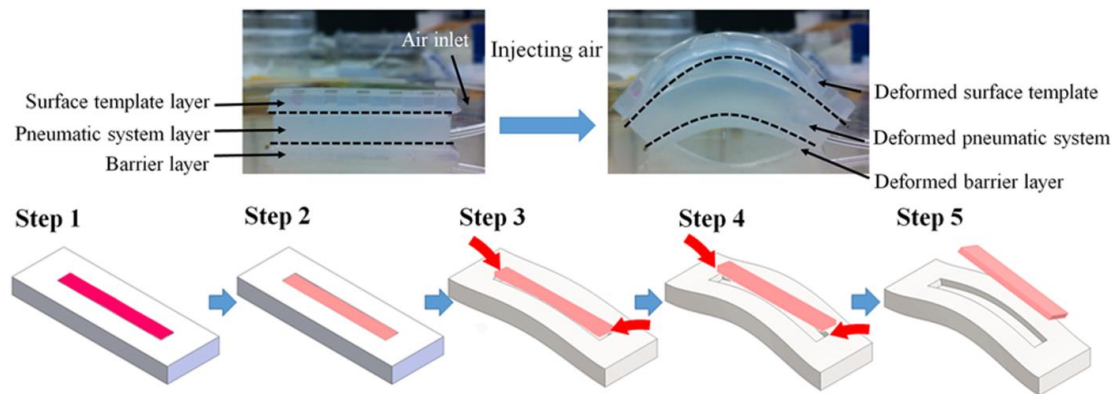 Air inlet
Injecting air
Surface template layer
Pneumatic system layer
Barrier layer
Deformed surface template
Deformed pneumatic system
Deformed barrier layer
Step 1
Step 2
Step 3
Step 4
Step 5